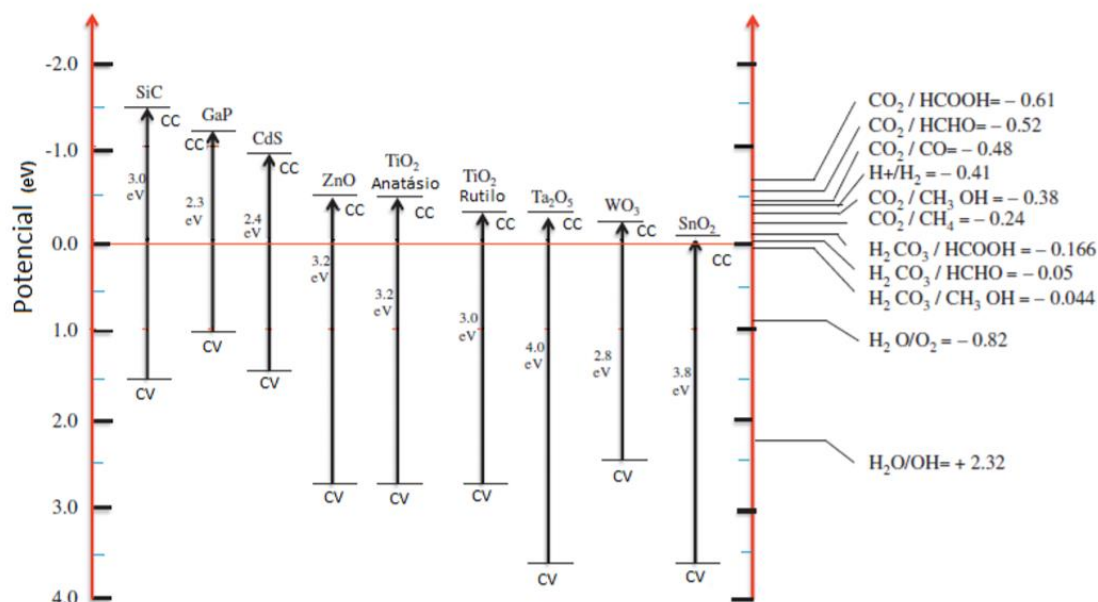 Potencial (eV)
-2.0
-1.0
0.0
1.0
2.0
3.0
4.0
SiC
CC
3.0
eV
CV
GaP
CC
2.3
eV
CV
CdS
CC
2.4
eV
CV
ZnO
CC
3.2
eV
CV
TiO2
Anatásio
CC
3.2
eV
CV
TiO2
Rutilo
CC
3.0
eV
CV
Ta2O5
CC
4.0
eV
CV
WO3
CC
2.8
eV
CV
SnO2
CC
3.8
eV
CV
CO2 / HCOOH= − 0.61
CO2 / HCHO= − 0.52
CO2 / CO= − 0.48
H+/H2 = − 0.41
CO2 / CH3 OH = − 0.38
CO2 / CH4 = − 0.24
H2 CO3 / HCOOH = − 0.166
H2 CO3 / HCHO = − 0.05
H2 CO3 / CH3 OH = − 0.044
H2 O/O2 = − 0.82
H2O/OH= + 2.32